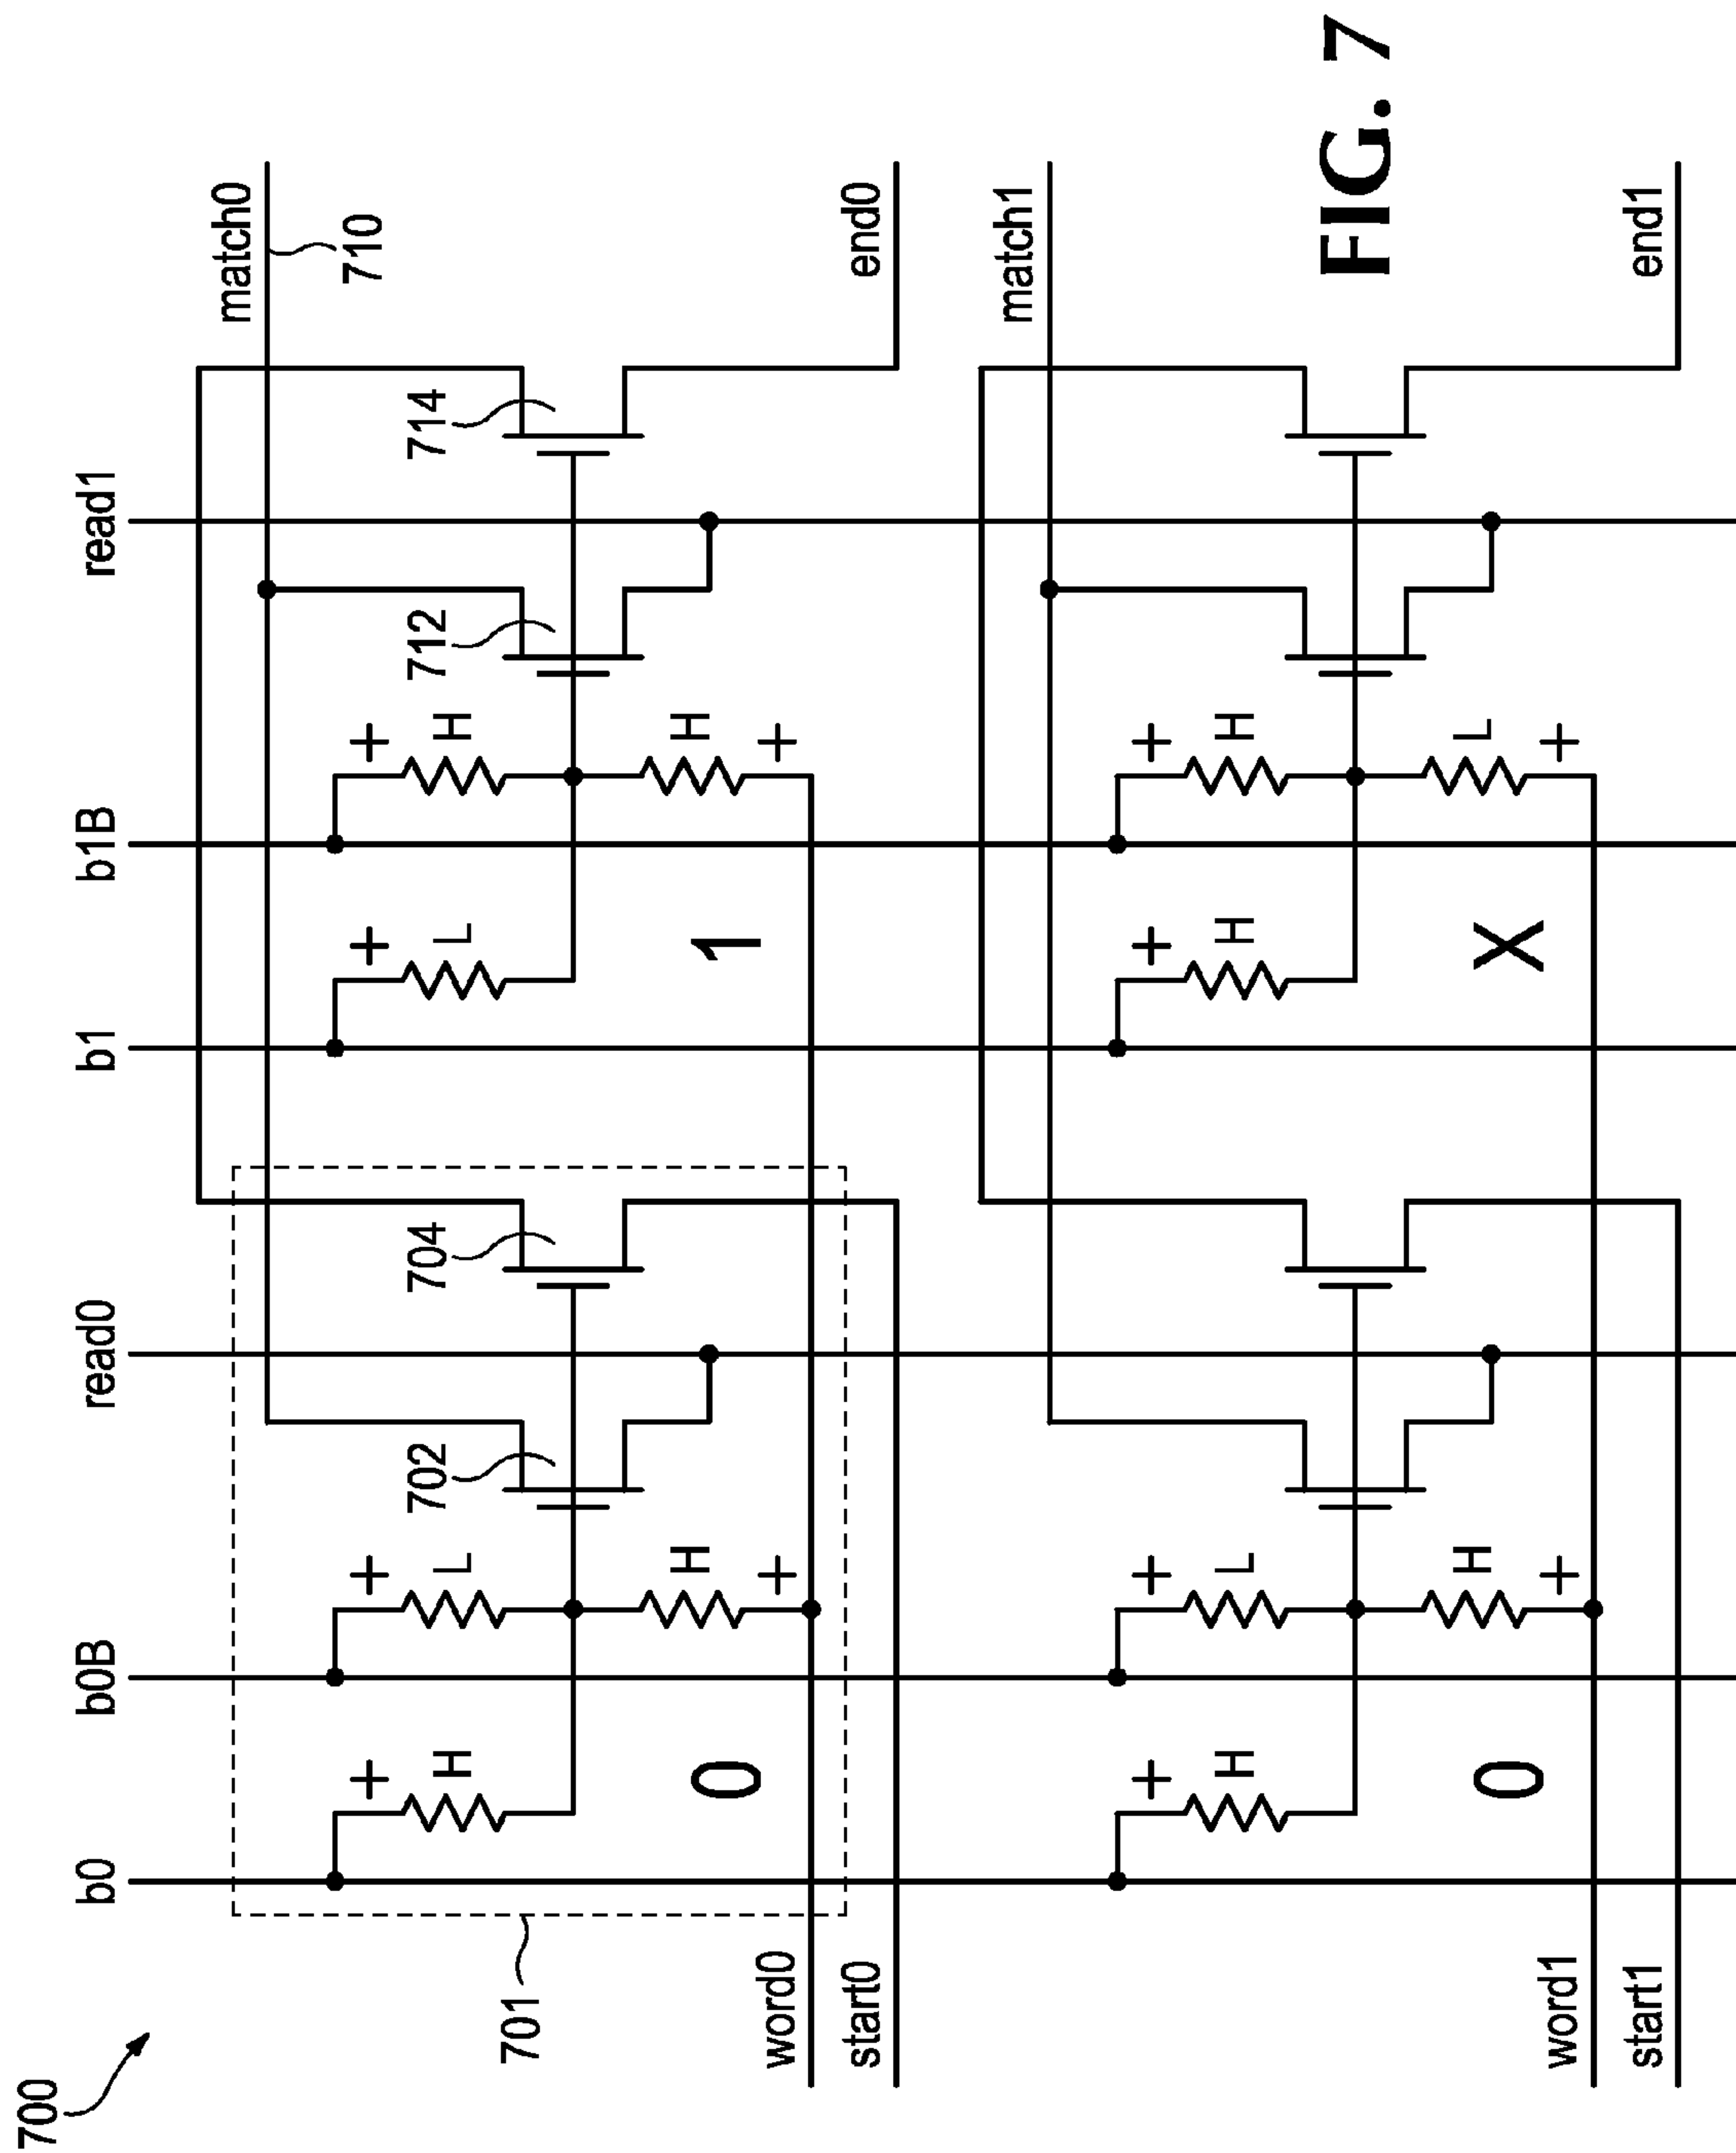 700
b0 b0B read0 b1 b1B read1
match0
710
+ + + +
702 704 712 714
H L L H
701
H H
0 1
word0 + +
start0 end0
match1
+ + + +
H L H H
FIG. 7
H L
0 X
word1 + +
start1 end1